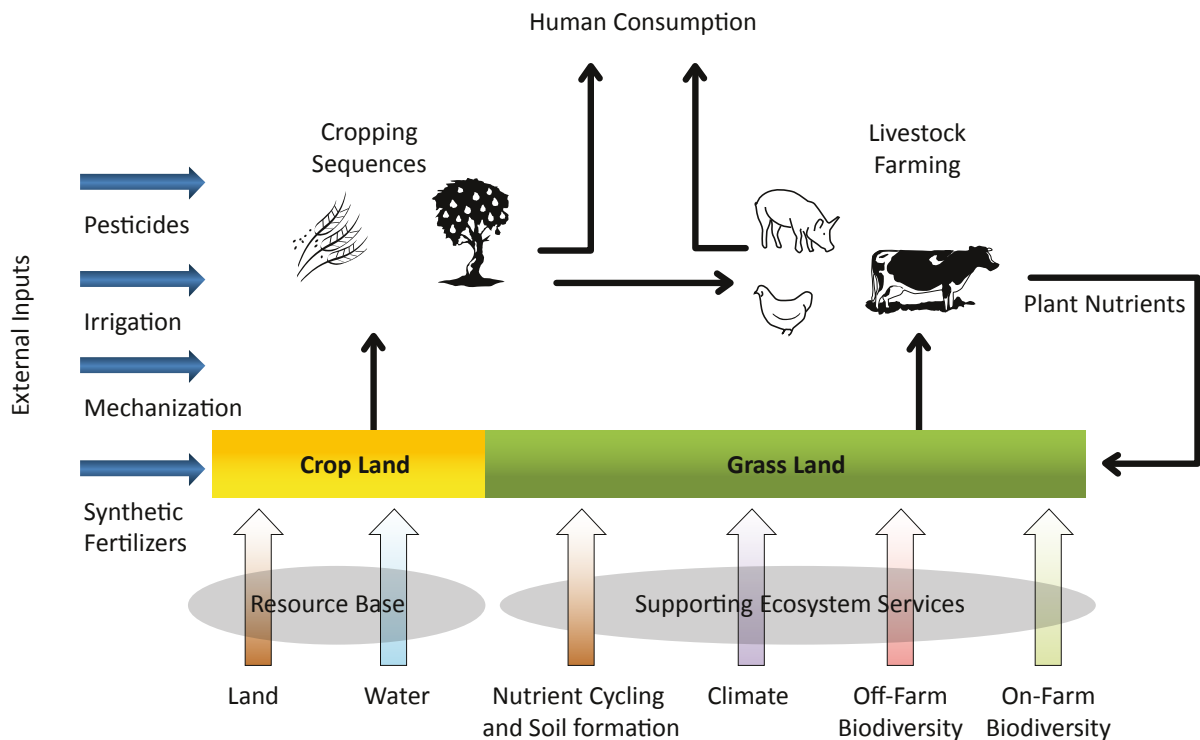 Human Consumption
Cropping
Sequences
Livestock
Farming
External Inputs
Pesticides
Irrigation
Mechanization
Synthetic
Fertilizers
Plant Nutrients
Crop Land
Grass Land
Resource Base
Supporting Ecosystem Services
Land
Water
Nutrient Cycling
and Soil formation
Climate
Off-Farm
Biodiversity
On-Farm
Biodiversity